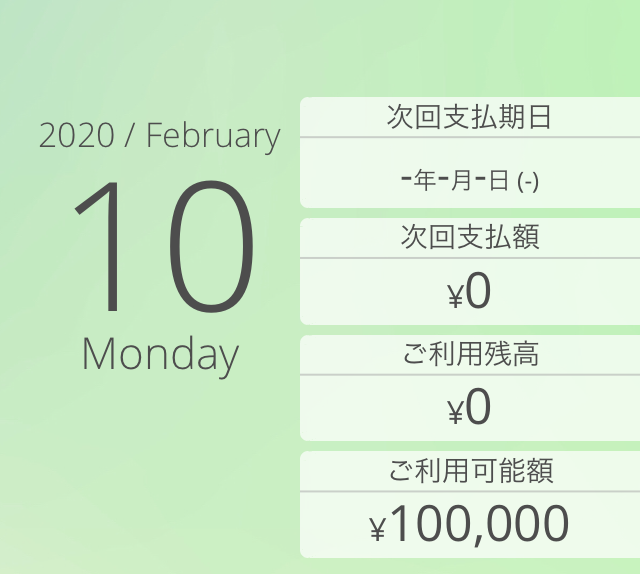 2020 / February
10
Monday
次回支払期日
-年-月-日 (-)
次回支払額
¥0
ご利用残高
¥0
ご利用可能額
¥100,000